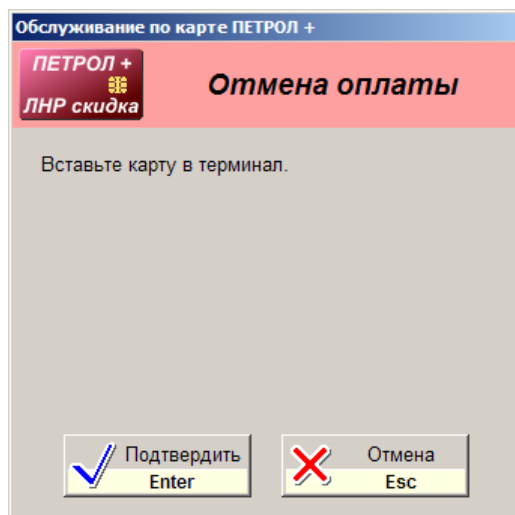 Обслуживание по карте ПЕТРОЛ +
ПЕТРОЛ +
ЛНР скидка
Отмена оплаты
Вставьте карту в терминал.
Подтвердить
Enter
Отмена
Esc